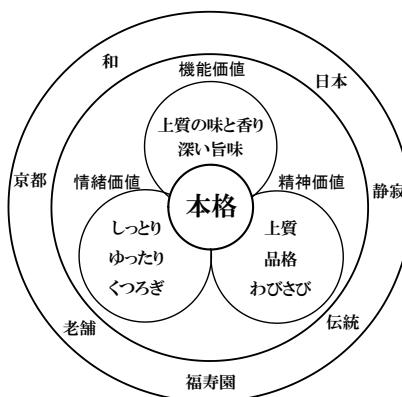 和
日本
機能価値
上質の味と香り
深い旨味
京都
情緒価値
精神価値
静寂
本格
しっとり
ゆったり
くつろぎ
上質
品格
わびさび
老舗
伝統
福寿園